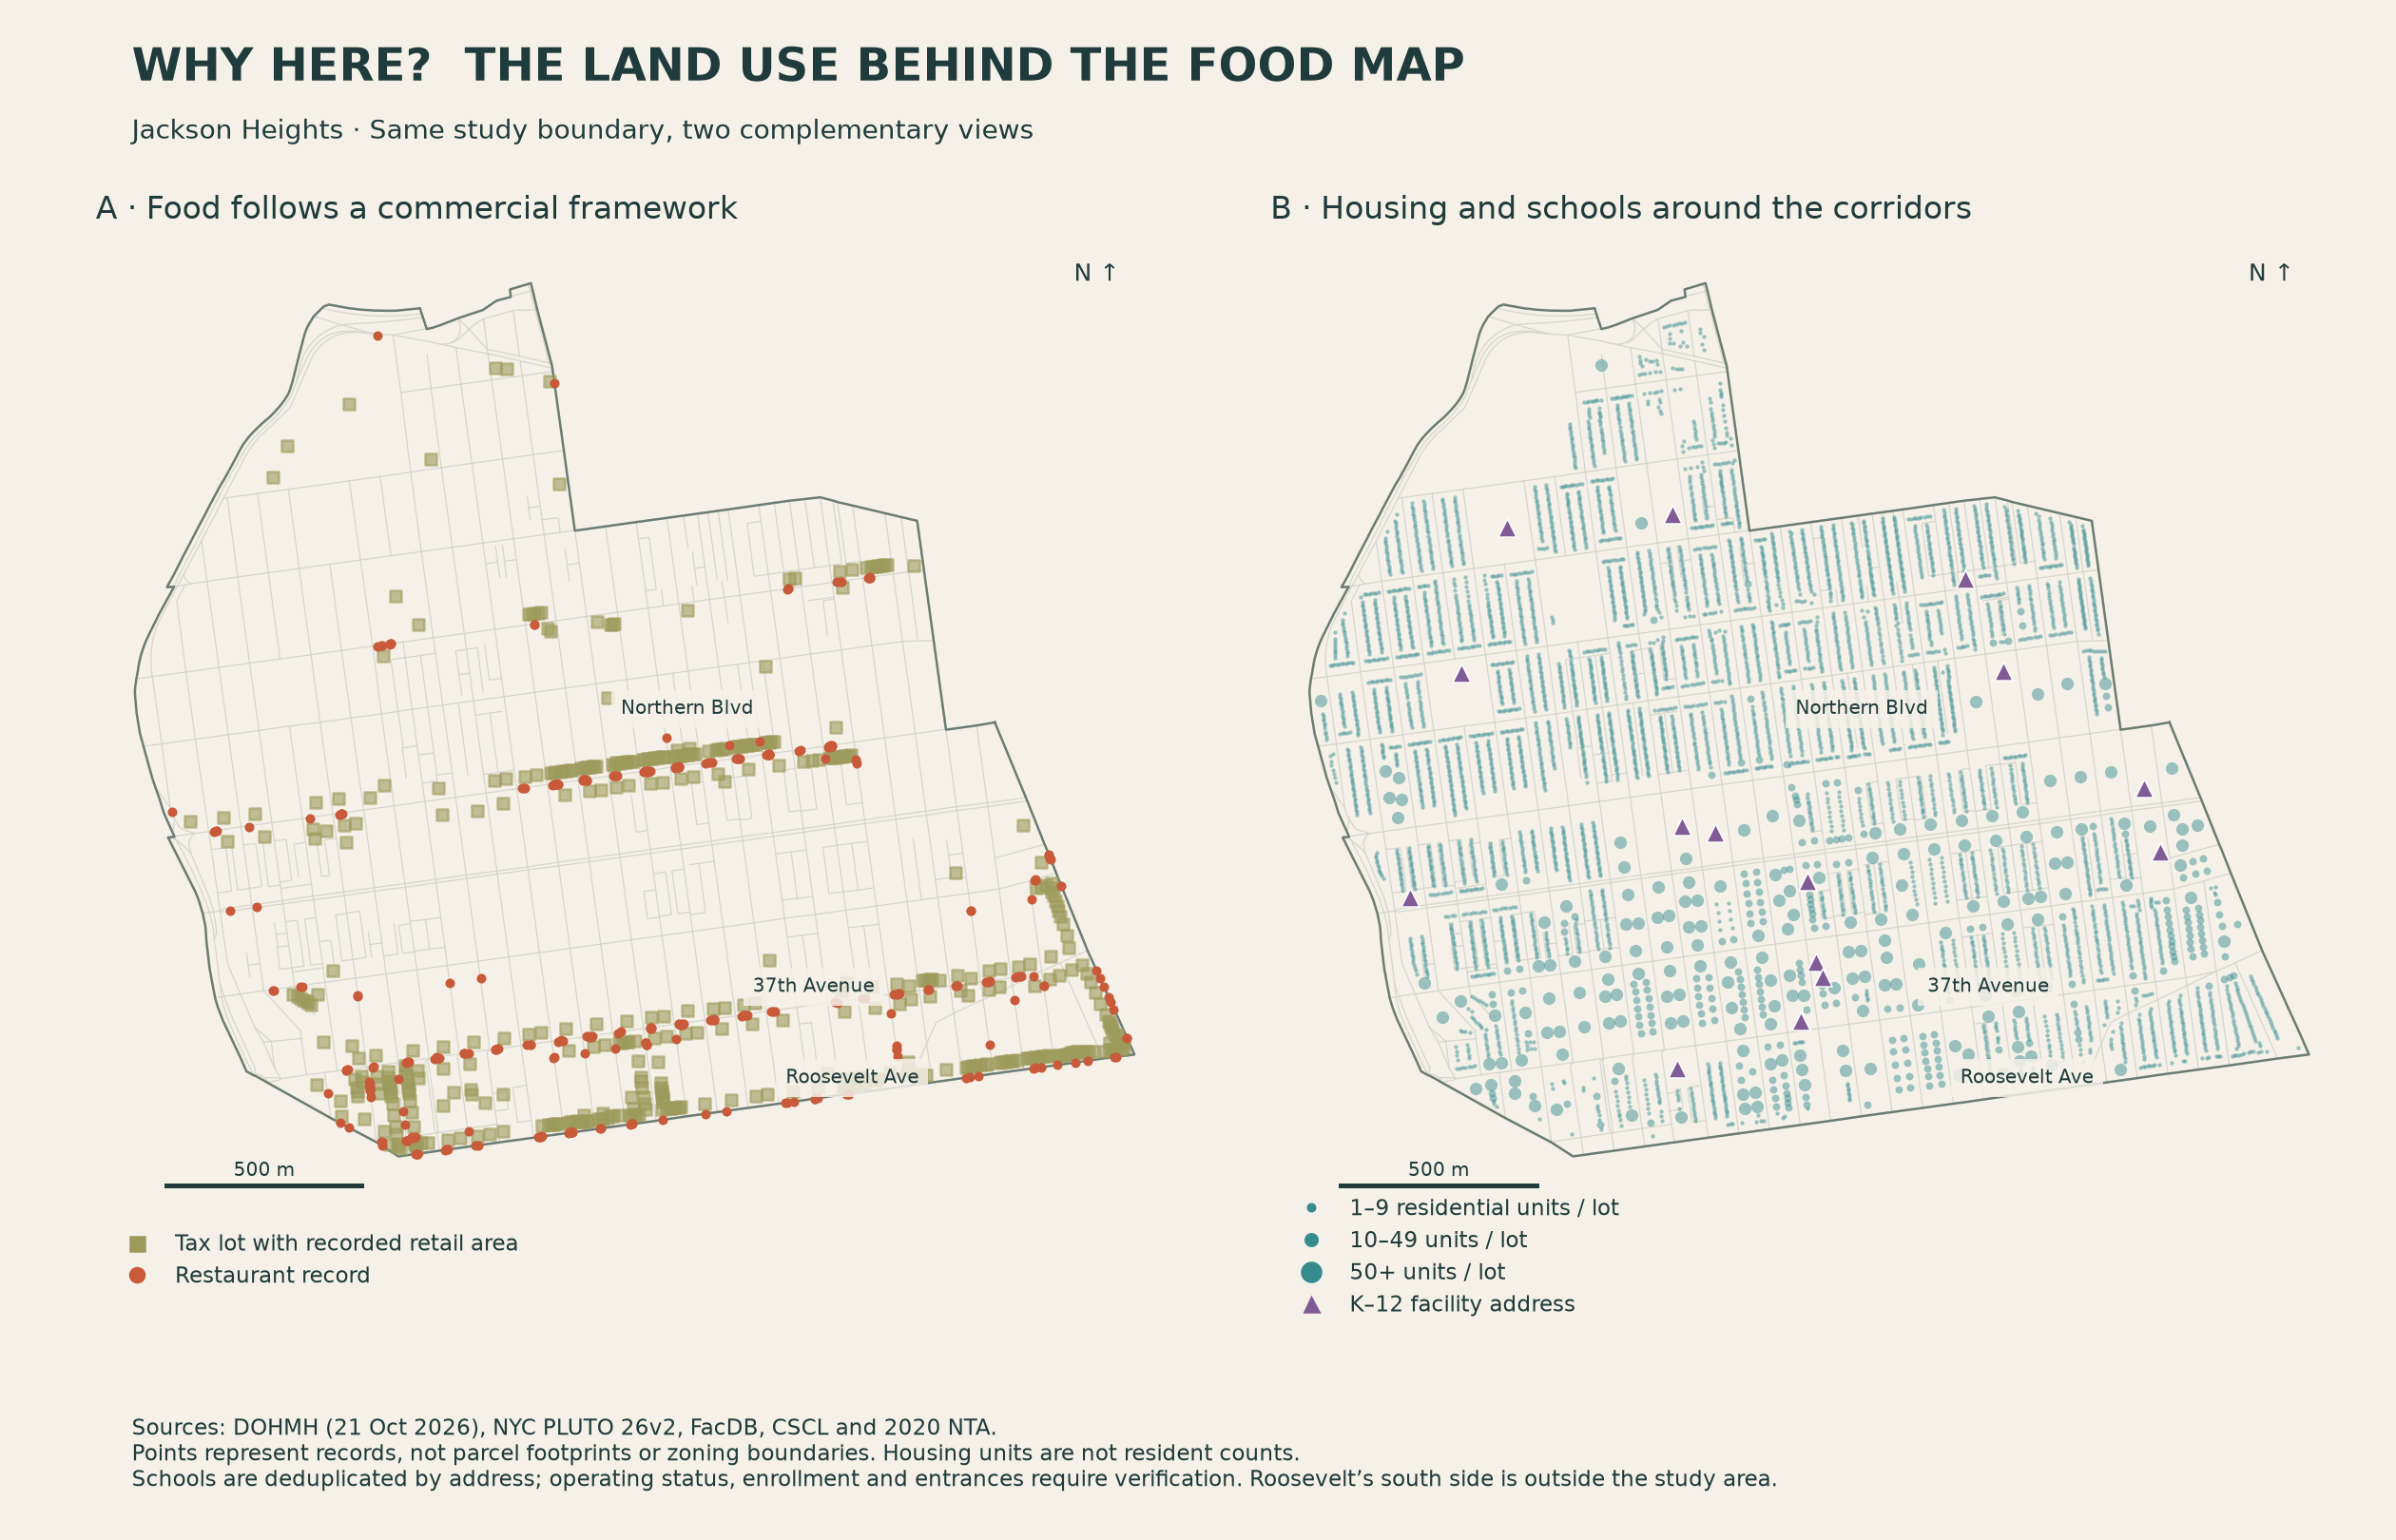 WHY HERE?  THE LAND USE BEHIND THE FOOD MAP
Jackson Heights · Same study boundary, two complementary views
A · Food follows a commercial framework
N ↑
Northern Blvd
37th Avenue
Roosevelt Ave
500 m
Tax lot with recorded retail area
Restaurant record
B · Housing and schools around the corridors
N ↑
Northern Blvd
37th Avenue
Roosevelt Ave
500 m
1–9 residential units / lot
10–49 units / lot
50+ units / lot
K–12 facility address
Sources: DOHMH (21 Oct 2026), NYC PLUTO 26v2, FacDB, CSCL and 2020 NTA.
Points represent records, not parcel footprints or zoning boundaries. Housing units are not resident counts.
Schools are deduplicated by address; operating status, enrollment and entrances require verification. Roosevelt’s south side is outside the study area.